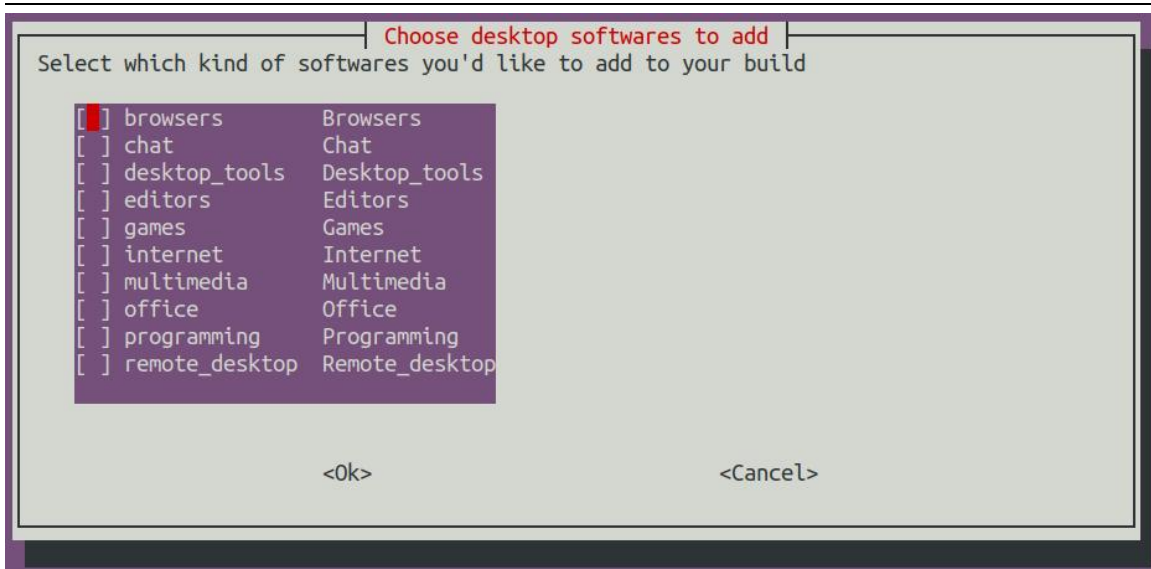 Choose desktop softwares to add
Select which kind of softwares you'd like to add to your build
[ ] browsers Browsers
[ ] chat Chat
[ ] desktop_tools Desktop_tools
[ ] editors Editors
[ ] games Games
[ ] internet Internet
[ ] multimedia Multimedia
[ ] office Office
[ ] programming Programming
[ ] remote_desktop Remote_desktop
<Ok> <Cancel>